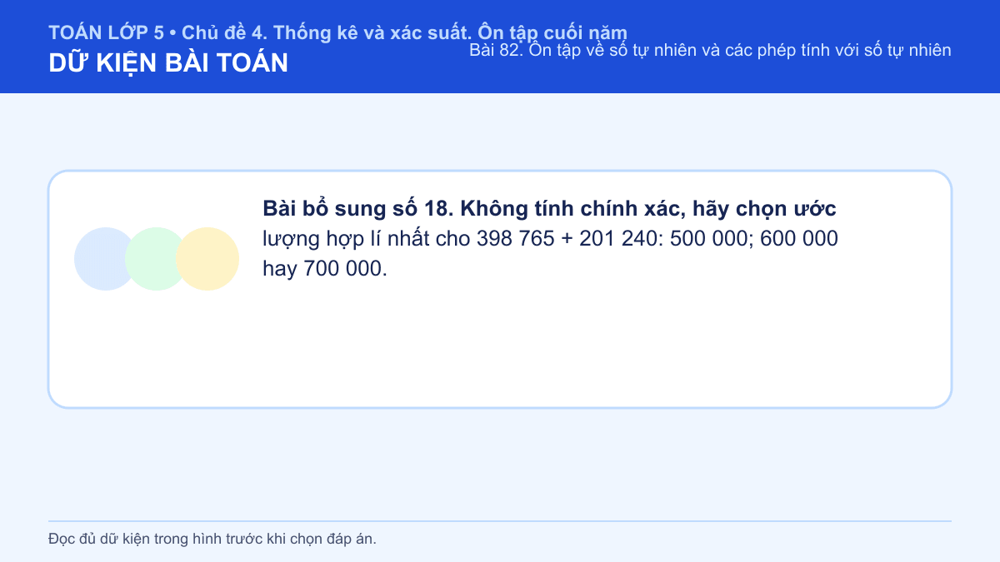 TOÁN LỚP 5 • Chủ đề 4. Thống kê và xác suất. Ôn tập cuối năm
Bài 82. Ôn tập về số tự nhiên và các phép tính với số tự nhiên
DỮ KIỆN BÀI TOÁN
Bài bổ sung số 18. Không tính chính xác, hãy chọn ước
lượng hợp lí nhất cho 398 765 + 201 240: 500 000; 600 000
hay 700 000.
Đọc đủ dữ kiện trong hình trước khi chọn đáp án.